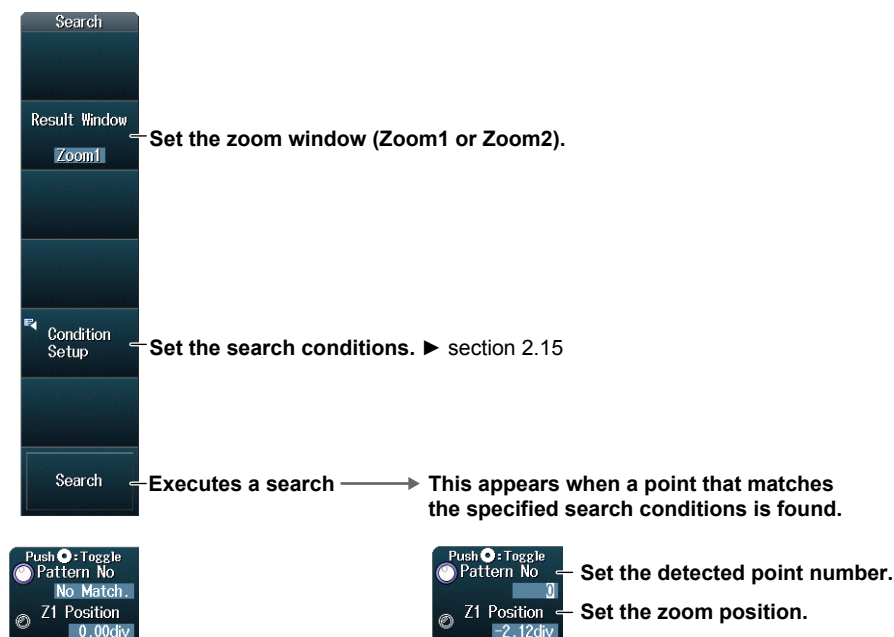 Search
Result Window
Zoom1
Set the zoom window (Zoom1 or Zoom2).
Condition
Setup
Set the search conditions. ► section 2.15
Search
Executes a search
This appears when a point that matches
the specified search conditions is found.
Push :Toggle
Pattern No
No Match.
Z1 Position
0.00div
Push :Toggle
Pattern No
0
Set the detected point number.
Z1 Position
-2.12div
Set the zoom position.